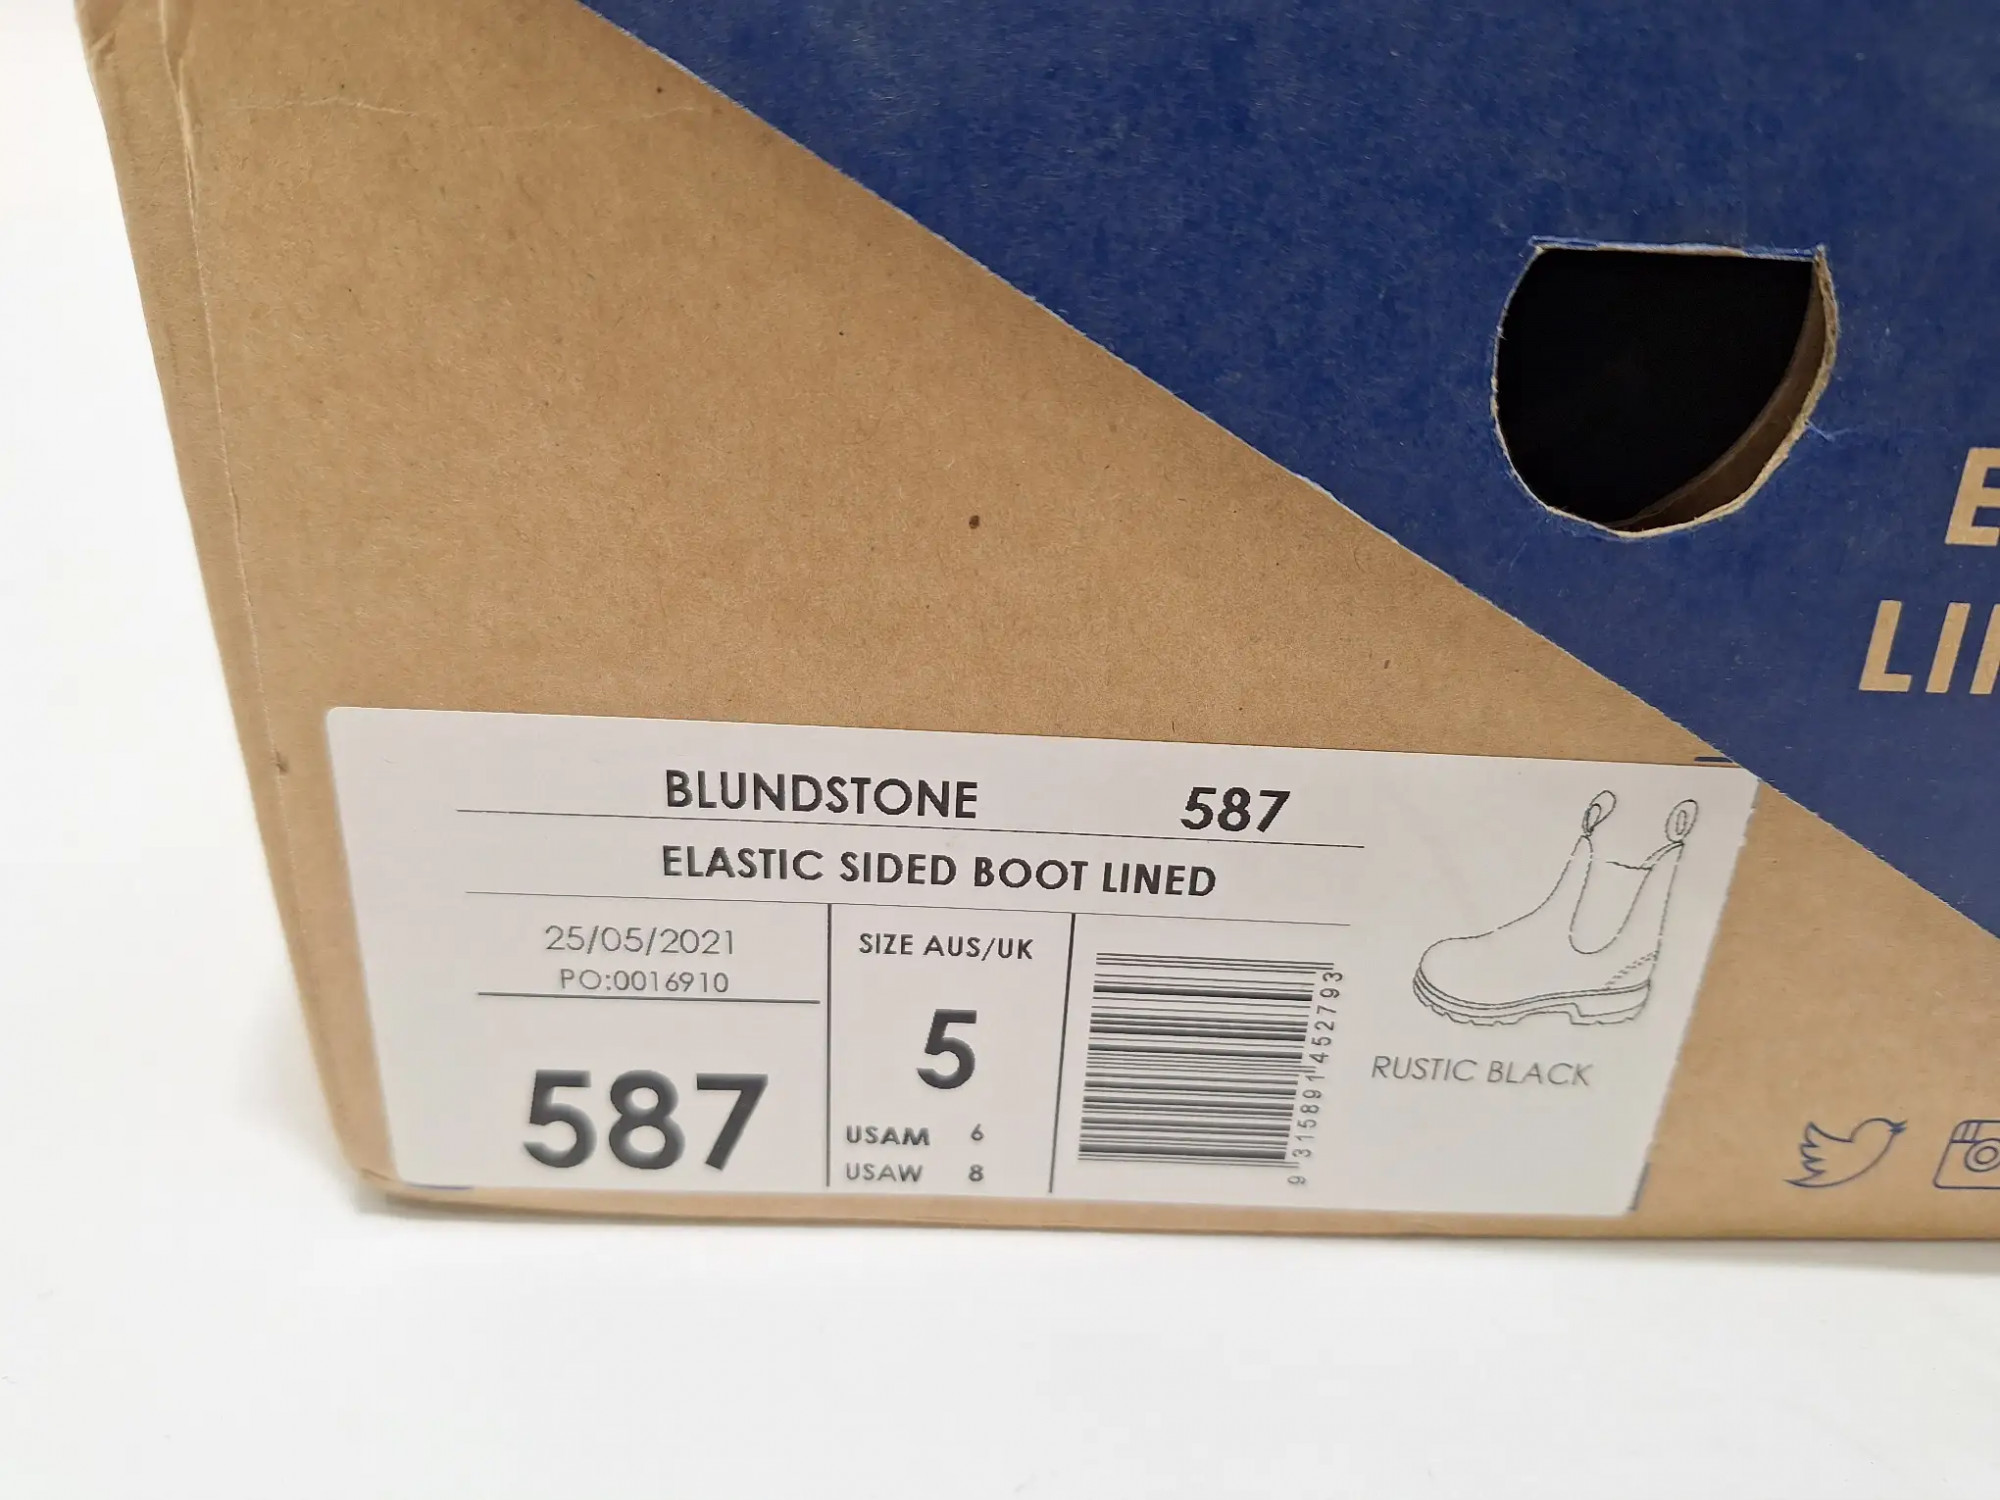 E
LI
BLUNDSTONE 587
ELASTIC SIDED BOOT LINED
25/05/2021
PO:0016910
587
SIZE AUS/UK
5
USAM 6
USAW 8
9 315891 452793
RUSTIC BLACK